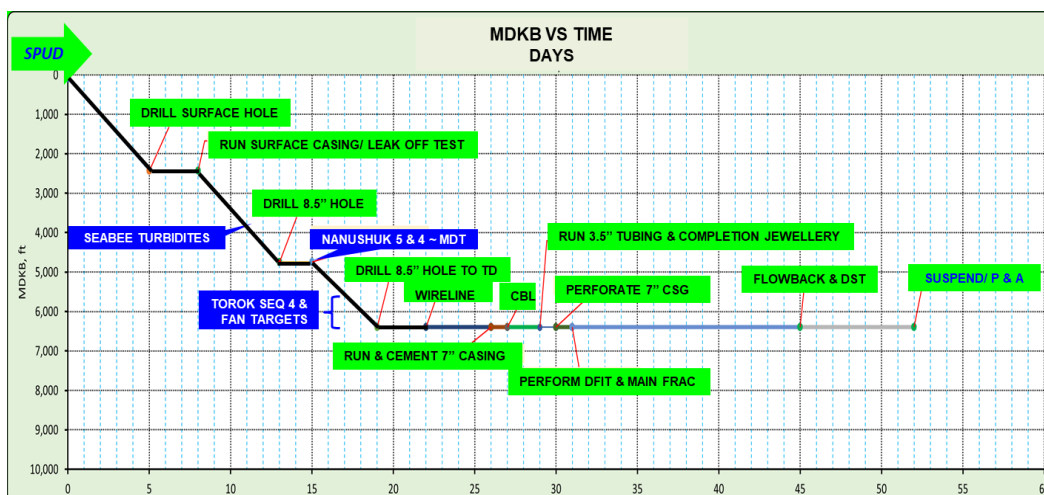 MDKB VS TIME
DAYS
SPUD
0
1,000
2,000
3,000
4,000
5,000
6,000
7,000
8,000
9,000
10,000
MDKB, ft
DRILL SURFACE HOLE
RUN SURFACE CASING/ LEAK OFF TEST
DRILL 8.5” HOLE
SEABEE TURBIDITES
NANUSHUK 5 & 4 ~ MDT
RUN 3.5” TUBING & COMPLETION JEWELLERY
DRILL 8.5” HOLE TO TD
WIRELINE
CBL
PERFORATE 7” CSG
FLOWBACK & DST
SUSPEND/ P & A
TOROK SEQ 4 &
FAN TARGETS
RUN & CEMENT 7” CASING
PERFORM DFIT & MAIN FRAC
0 5 10 15 20 25 30 35 40 45 50 55 60